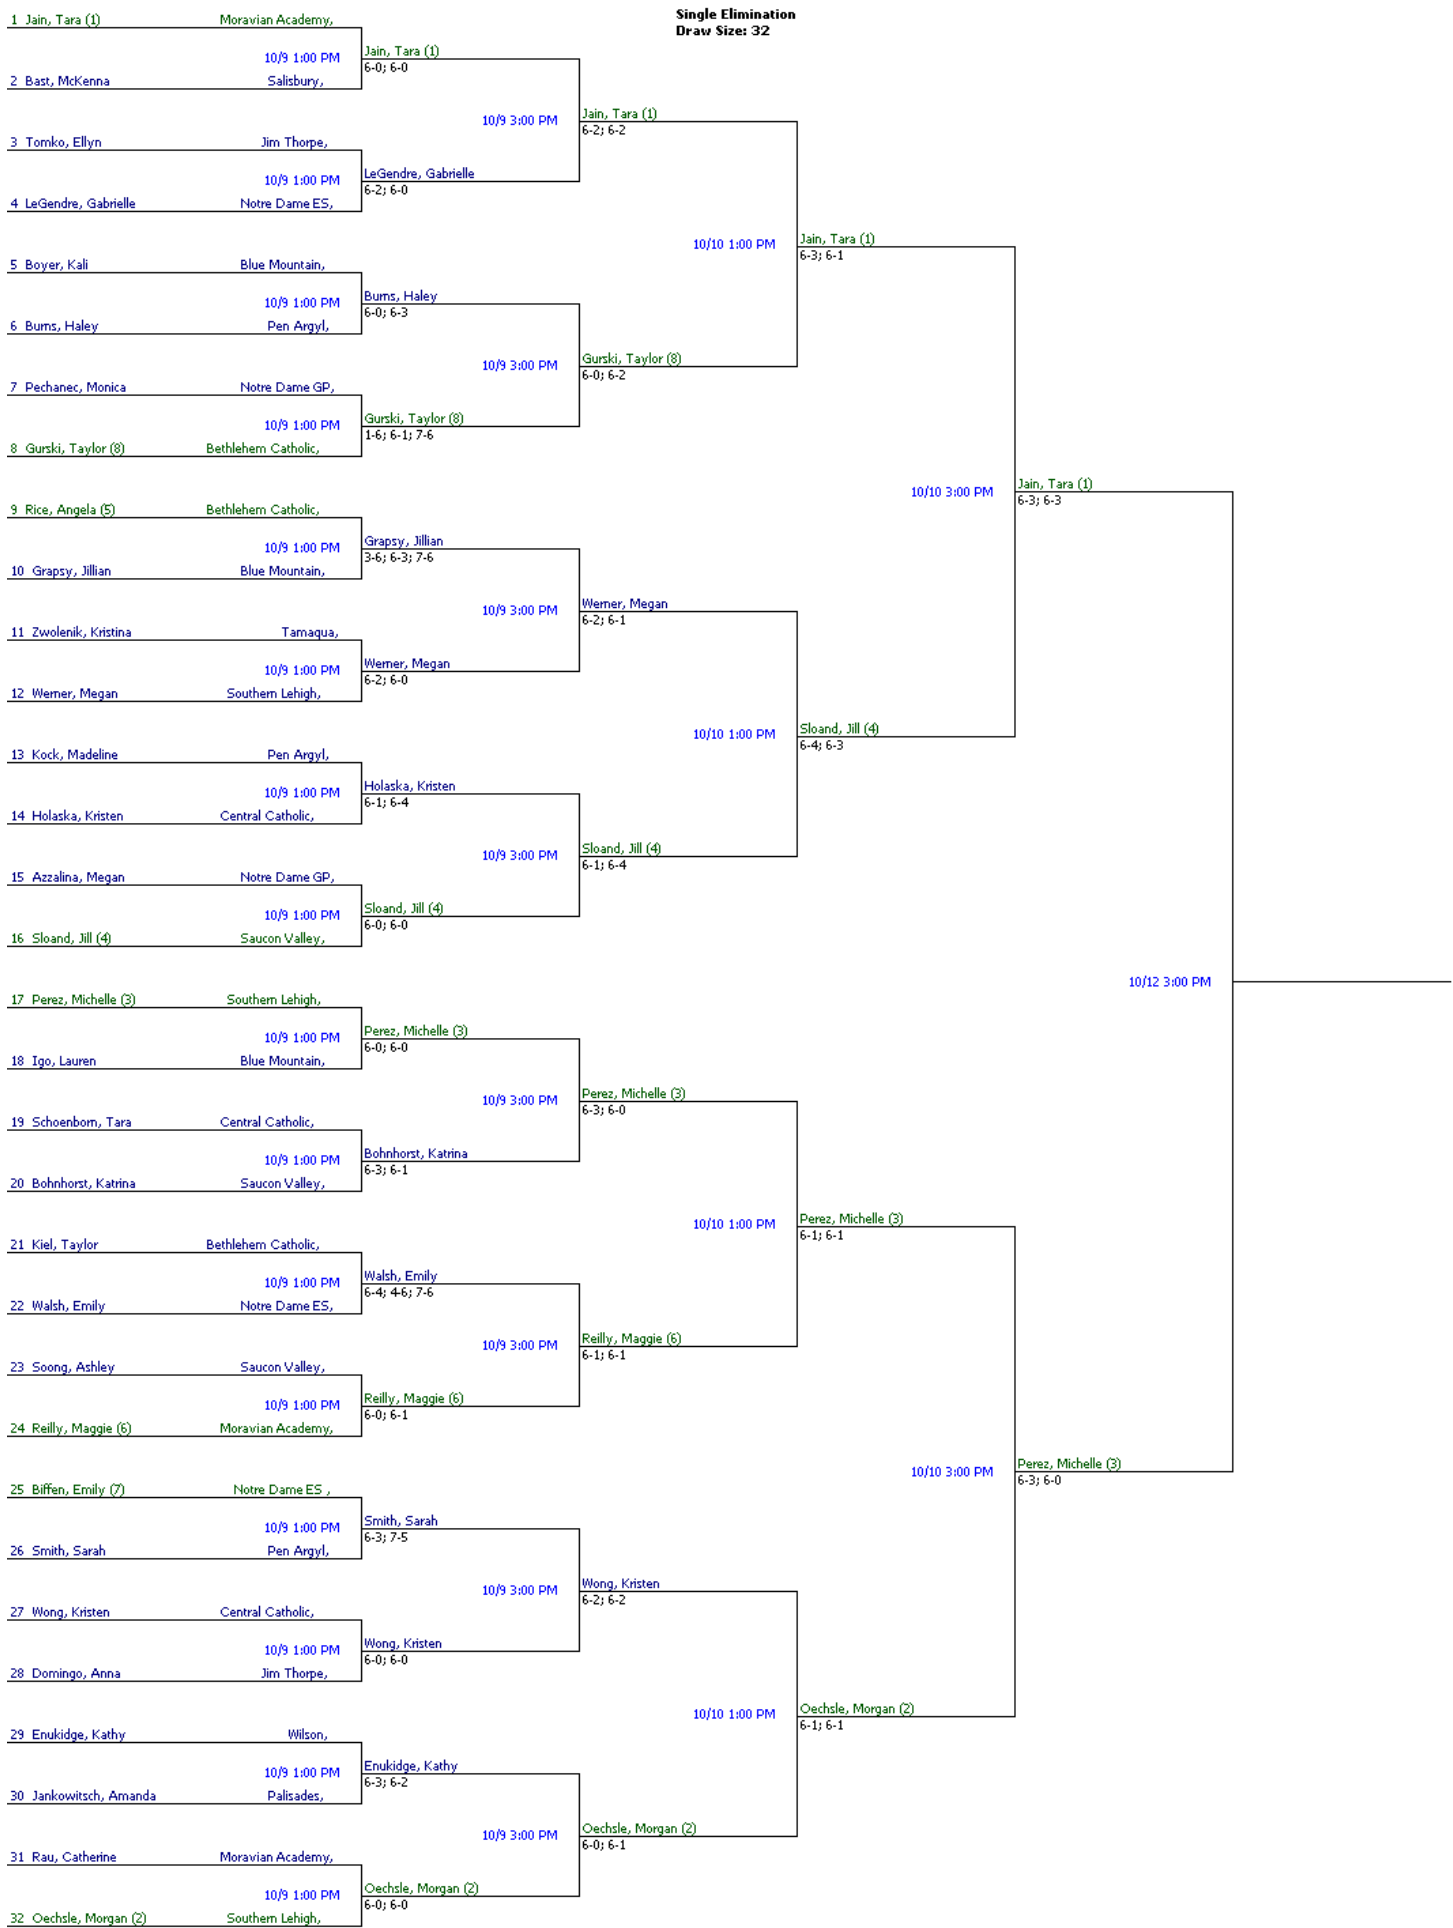 Single Elimination
Draw Size: 32
1 Jain, Tara (1) Moravian Academy,
10/9 1:00 PM
2 Bast, McKenna Salisbury,
Jain, Tara (1)
6-0; 6-0
10/9 3:00 PM
3 Tomko, Ellyn Jim Thorpe,
10/9 1:00 PM
4 LeGendre, Gabrielle Notre Dame ES,
LeGendre, Gabrielle
6-2; 6-0
Jain, Tara (1)
6-2; 6-2
10/10 1:00 PM
5 Boyer, Kali Blue Mountain,
10/9 1:00 PM
6 Burns, Haley Pen Argyl,
Burns, Haley
6-0; 6-3
10/9 3:00 PM
7 Pechanec, Monica Notre Dame GP,
10/9 1:00 PM
8 Gurski, Taylor (8) Bethlehem Catholic,
Gurski, Taylor (8)
1-6; 6-1; 7-6
Gurski, Taylor (8)
6-0; 6-2
Jain, Tara (1)
6-3; 6-1
10/10 3:00 PM
9 Rice, Angela (5) Bethlehem Catholic,
10/9 1:00 PM
10 Grapsy, Jillian Blue Mountain,
Grapsy, Jillian
3-6; 6-3; 7-6
10/9 3:00 PM
11 Zwolenik, Kristina Tamaqua,
10/9 1:00 PM
12 Werner, Megan Southern Lehigh,
Werner, Megan
6-2; 6-0
Werner, Megan
6-2; 6-1
10/10 1:00 PM
13 Kock, Madeline Pen Argyl,
10/9 1:00 PM
14 Holaska, Kristen Central Catholic,
Holaska, Kristen
6-1; 6-4
10/9 3:00 PM
15 Azzalina, Megan Notre Dame GP,
10/9 1:00 PM
16 Sloand, Jill (4) Saucon Valley,
Sloand, Jill (4)
6-0; 6-0
Sloand, Jill (4)
6-1; 6-4
Sloand, Jill (4)
6-4; 6-3
Jain, Tara (1)
6-3; 6-3
10/12 3:00 PM
17 Perez, Michelle (3) Southern Lehigh,
10/9 1:00 PM
18 Igo, Lauren Blue Mountain,
Perez, Michelle (3)
6-0; 6-0
10/9 3:00 PM
19 Schoenborn, Tara Central Catholic,
10/9 1:00 PM
20 Bohnhorst, Katrina Saucon Valley,
Bohnhorst, Katrina
6-3; 6-1
Perez, Michelle (3)
6-3; 6-0
10/10 1:00 PM
21 Kiel, Taylor Bethlehem Catholic,
10/9 1:00 PM
22 Walsh, Emily Notre Dame ES,
Walsh, Emily
6-4; 4-6; 7-6
10/9 3:00 PM
23 Soong, Ashley Saucon Valley,
10/9 1:00 PM
24 Reilly, Maggie (6) Moravian Academy,
Reilly, Maggie (6)
6-0; 6-1
Reilly, Maggie (6)
6-1; 6-1
Perez, Michelle (3)
6-1; 6-1
10/10 3:00 PM
25 Biffen, Emily (7) Notre Dame ES ,
10/9 1:00 PM
26 Smith, Sarah Pen Argyl,
Smith, Sarah
6-3; 7-5
10/9 3:00 PM
27 Wong, Kristen Central Catholic,
10/9 1:00 PM
28 Domingo, Anna Jim Thorpe,
Wong, Kristen
6-0; 6-0
Wong, Kristen
6-2; 6-2
10/10 1:00 PM
29 Enukidge, Kathy Wilson,
10/9 1:00 PM
30 Jankowitsch, Amanda Palisades,
Enukidge, Kathy
6-3; 6-2
10/9 3:00 PM
31 Rau, Catherine Moravian Academy,
10/9 1:00 PM
32 Oechsle, Morgan (2) Southern Lehigh,
Oechsle, Morgan (2)
6-0; 6-0
Oechsle, Morgan (2)
6-0; 6-1
Oechsle, Morgan (2)
6-1; 6-1
Perez, Michelle (3)
6-3; 6-0